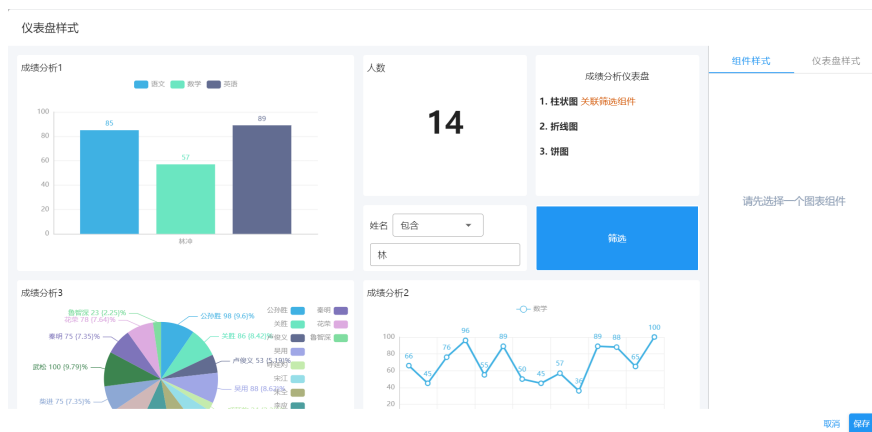 仪表盘样式
成绩分析1
语文 数学 英语
100
80
60
40
20
0
85
57
89
林冲
人数
14
成绩分析仪表盘
1. 柱状图 关联筛选组件
2. 折线图
3. 饼图
组件样式 仪表盘样式
请先选择一个图表组件
姓名 包含
林
筛选
成绩分析3
鲁智深 23 (2.25)%
花荣 78 (7.64)%
秦明 75 (7.35)%
武松 100 (9.79)%
柴进 75 (7.35)%
公孙胜 98 (9.6)%
关胜 86 (8.42)%
卢俊义 53 (5.19)%
吴用 88 (8.62)%
公孙胜 秦明
关胜 花荣
卢俊义 鲁智深
吴用
宋江
李逵
成绩分析2
数学
100
80
60
40
20
66
45
76
96
55
89
50
45
57
36
89
88
65
100
取消 保存